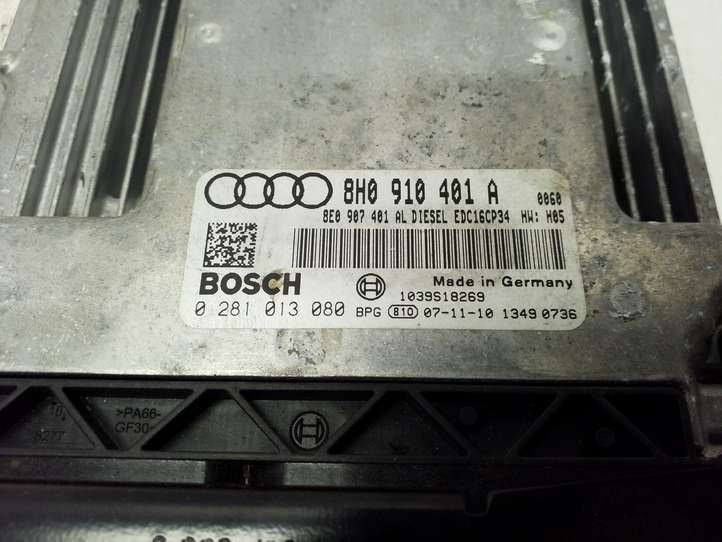 8H0 910 401 A 0060
8E0 907 401 AL DIESEL EDC16CP34 HW: H05
BOSCH Made in Germany
1039S18269
0 281 013 080 BPG 810 07-11-10 1349 0736
>PA66-
GF30